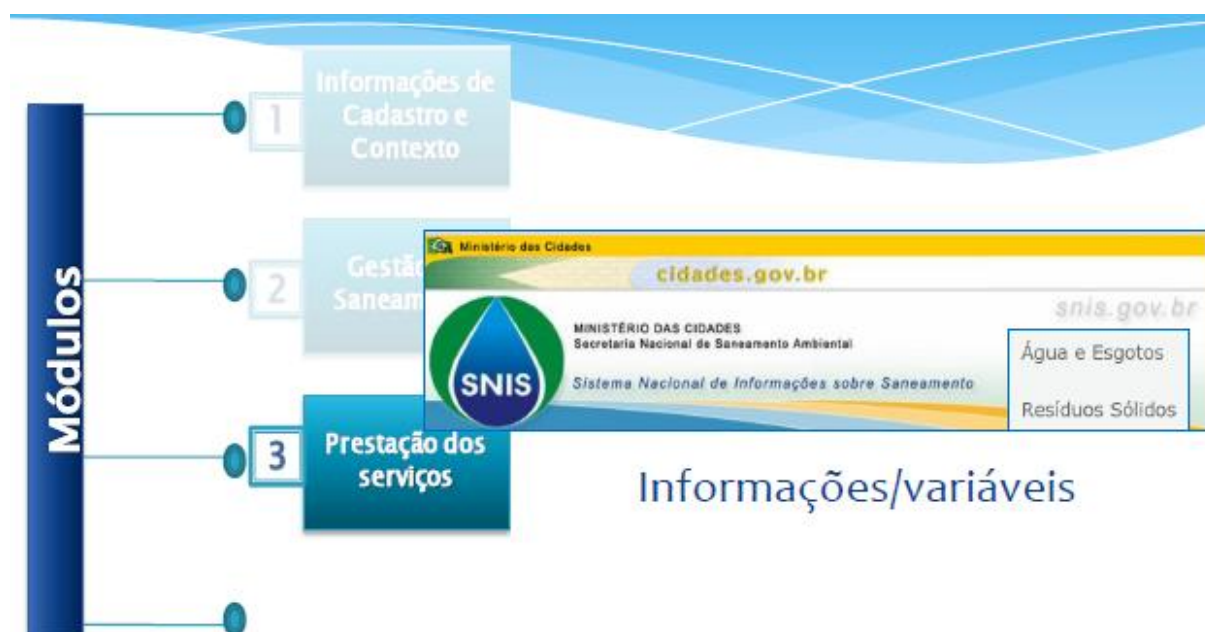 Módulos
1
Informações de
Cadastro e
Contexto
2
Saneam
3
Prestação dos
serviços
Ministério das Cidades
cidades.gov.br
snis.gov.br
SNIS
MINISTÉRIO DAS CIDADES
Secretaria Nacional de Saneamento Ambiental
Sistema Nacional de Informações sobre Saneamento
Água e Esgotos
Resíduos Sólidos
Informações/variáveis